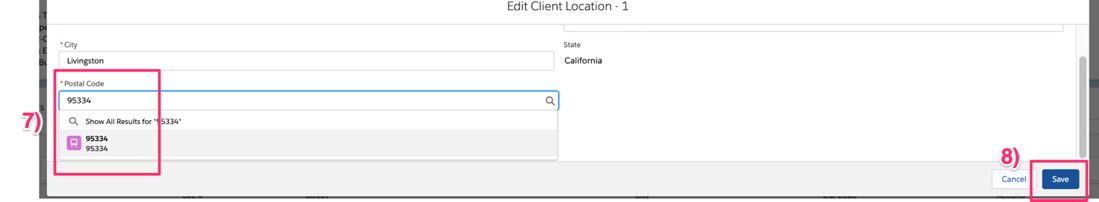 Edit Client Location - 1
* City
State
Livingston
California
* Postal Code
7)
95334
Show All Results for "95334"
95334
95334
8)
Cancel
Save